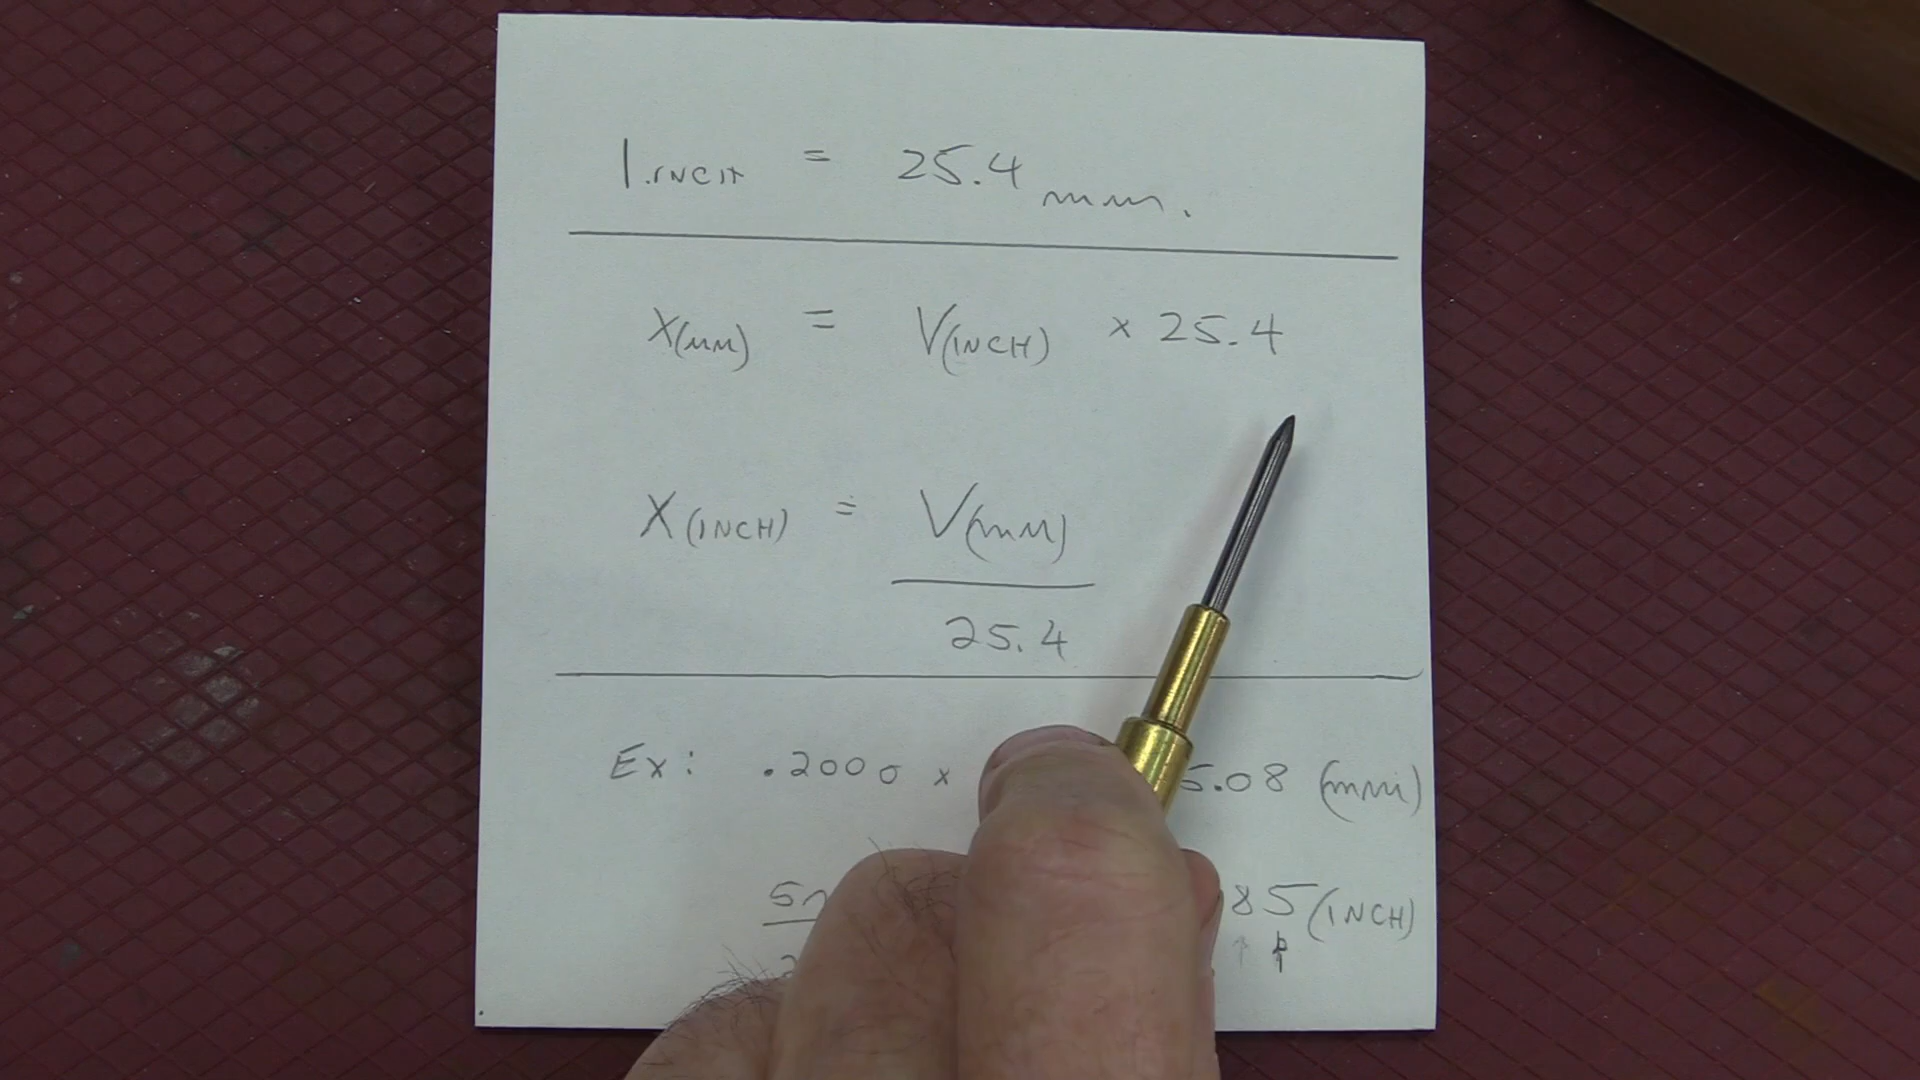 1 INCH = 25.4 mm.
X(MM) = V(INCH) × 25.4
X(INCH) = V(mm)
25.4
Ex: .2000 × 5.08 (mm)
5 85 (INCH)